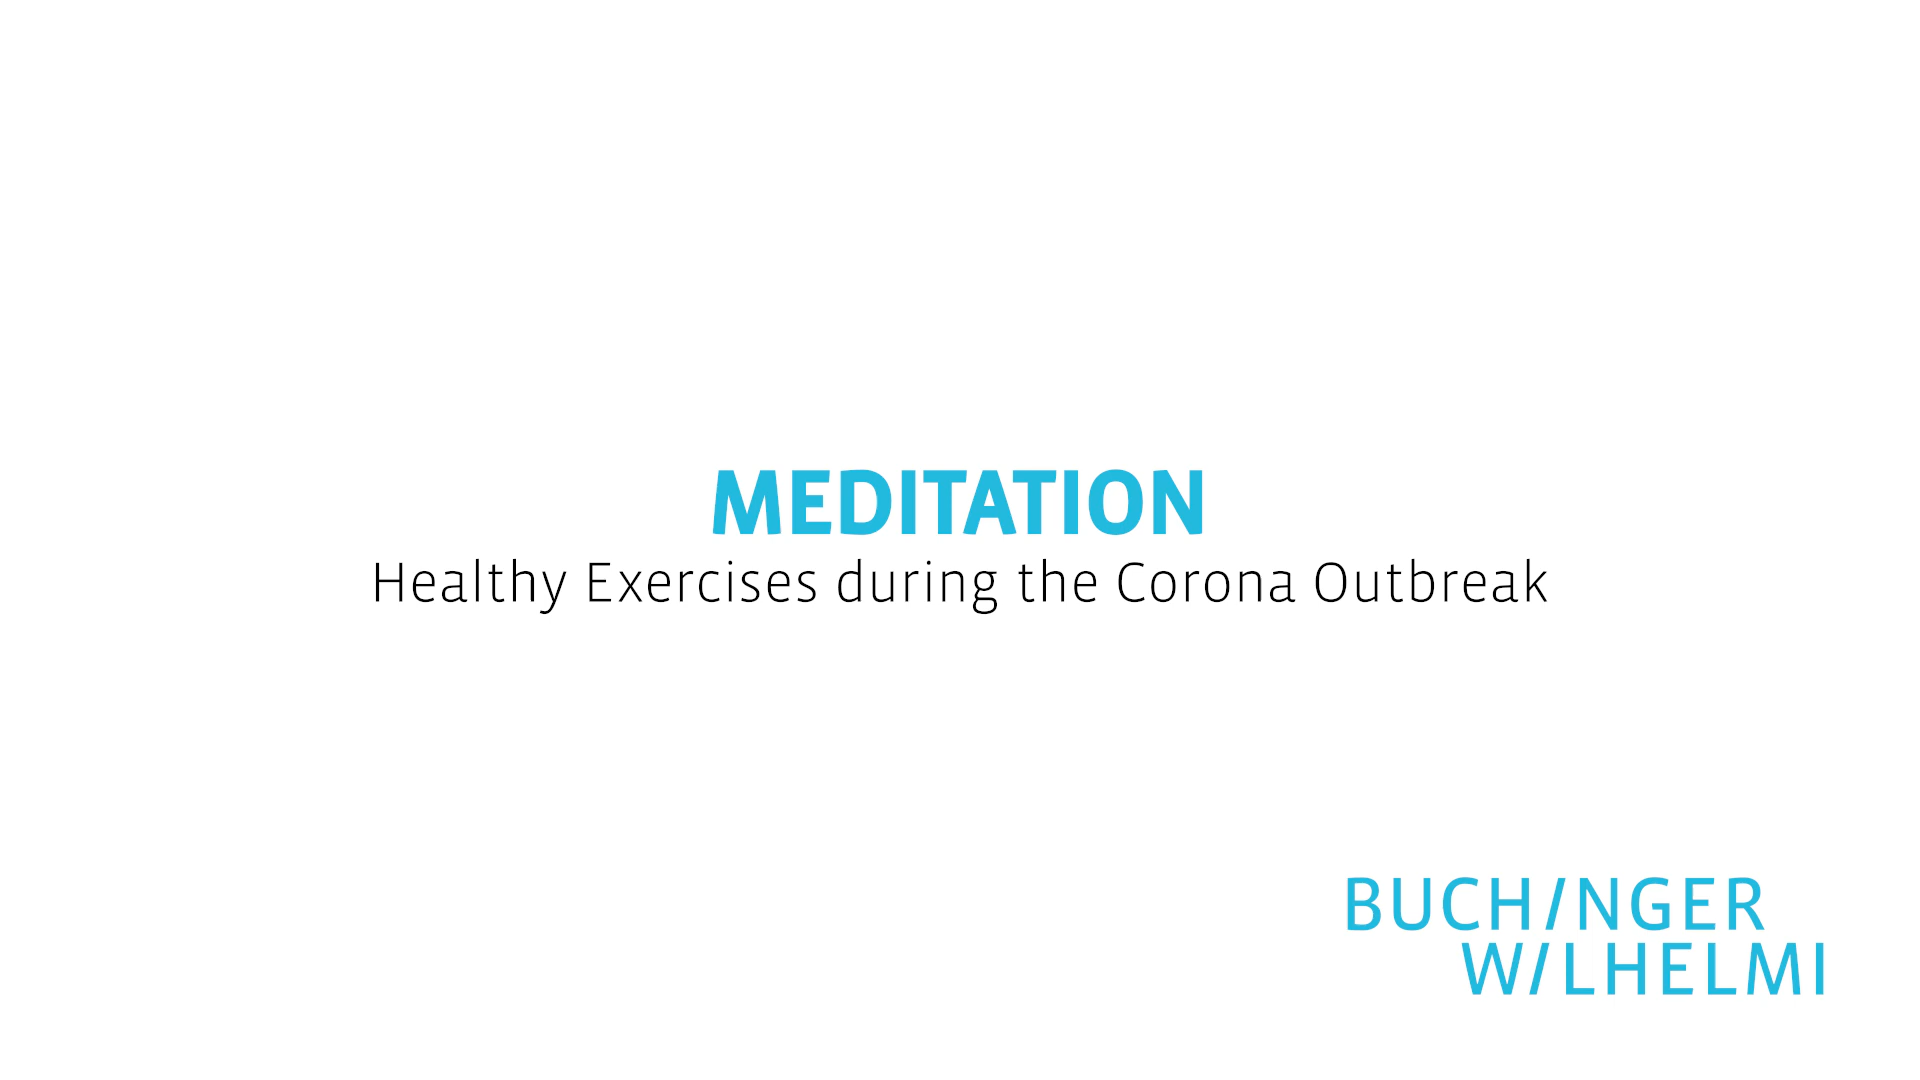 MEDITATION
Healthy Exercises during the Corona Outbreak
BUCHINGER
WILHELMI